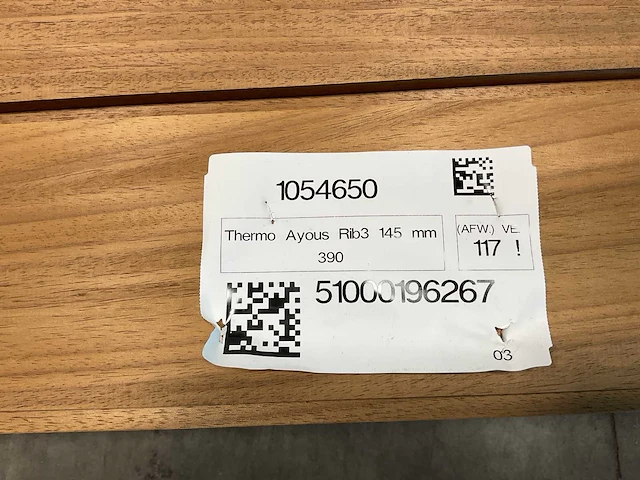 1054650
Thermo Ayous Rib3 145 mm
390
(AFW.) VE.
117 !
51000196267
03